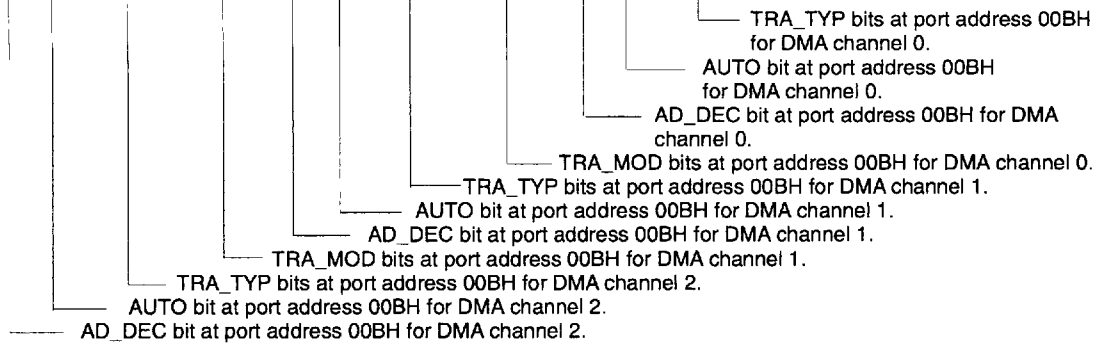 TRA_TYP bits at port address 00BH
for DMA channel 0.
AUTO bit at port address 00BH
for DMA channel 0.
AD_DEC bit at port address 00BH for DMA
channel 0.
TRA_MOD bits at port address 00BH for DMA channel 0.
TRA_TYP bits at port address 00BH for DMA channel 1.
AUTO bit at port address 00BH for DMA channel 1.
AD_DEC bit at port address 00BH for DMA channel 1.
TRA_MOD bits at port address 00BH for DMA channel 1.
TRA_TYP bits at port address 00BH for DMA channel 2.
AUTO bit at port address 00BH for DMA channel 2.
AD_DEC bit at port address 00BH for DMA channel 2.